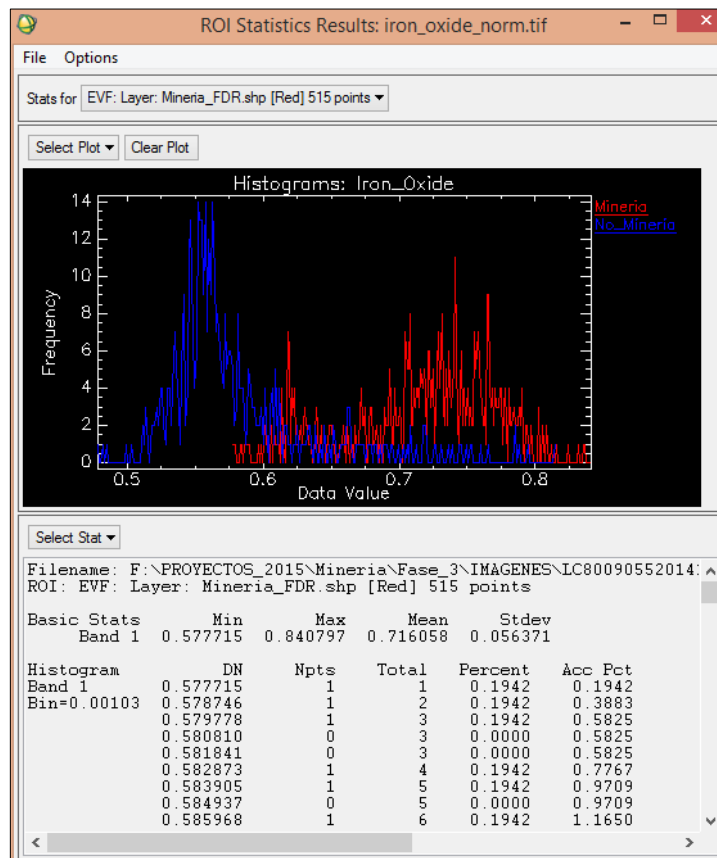 ROI Statistics Results: iron_oxide_norm.tif
File Options
Stats for EVF: Layer: Mineria_FDR.shp [Red] 515 points
Select Plot Clear Plot
Histograms: Iron_Oxide
Mineria
No_Mineria
14
12
10
8
6
4
2
0
Frequency
0.5 0.6 0.7 0.8
Data Value
Select Stat
Filename: F:\PROYECTOS_2015\Mineria\Fase_3\IMAGENES\LC800905520141
ROI: EVF: Layer: Mineria_FDR.shp [Red] 515 points
Basic Stats Min Max Mean Stdev
Band 1 0.577715 0.840797 0.716058 0.056371
Histogram DN Npts Total Percent Acc Pct
Band 1 0.577715 1 1 0.1942 0.1942
Bin=0.00103 0.578746 1 2 0.1942 0.3883
0.579778 1 3 0.1942 0.5825
0.580810 0 3 0.0000 0.5825
0.581841 0 3 0.0000 0.5825
0.582873 1 4 0.1942 0.7767
0.583905 1 5 0.1942 0.9709
0.584937 0 5 0.0000 0.9709
0.585968 1 6 0.1942 1.1650